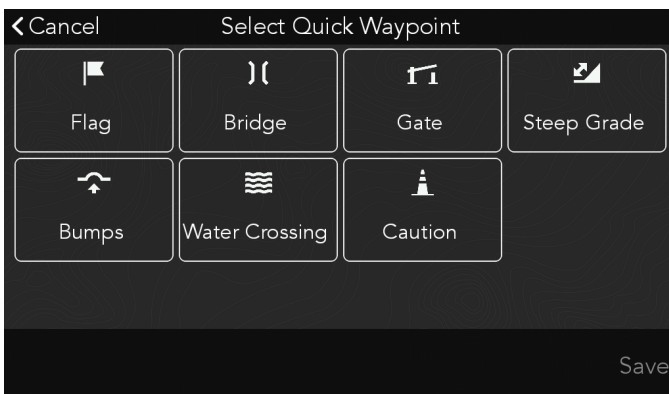 Cancel Select Quick Waypoint
Flag Bridge Gate Steep Grade
Bumps Water Crossing Caution
Save